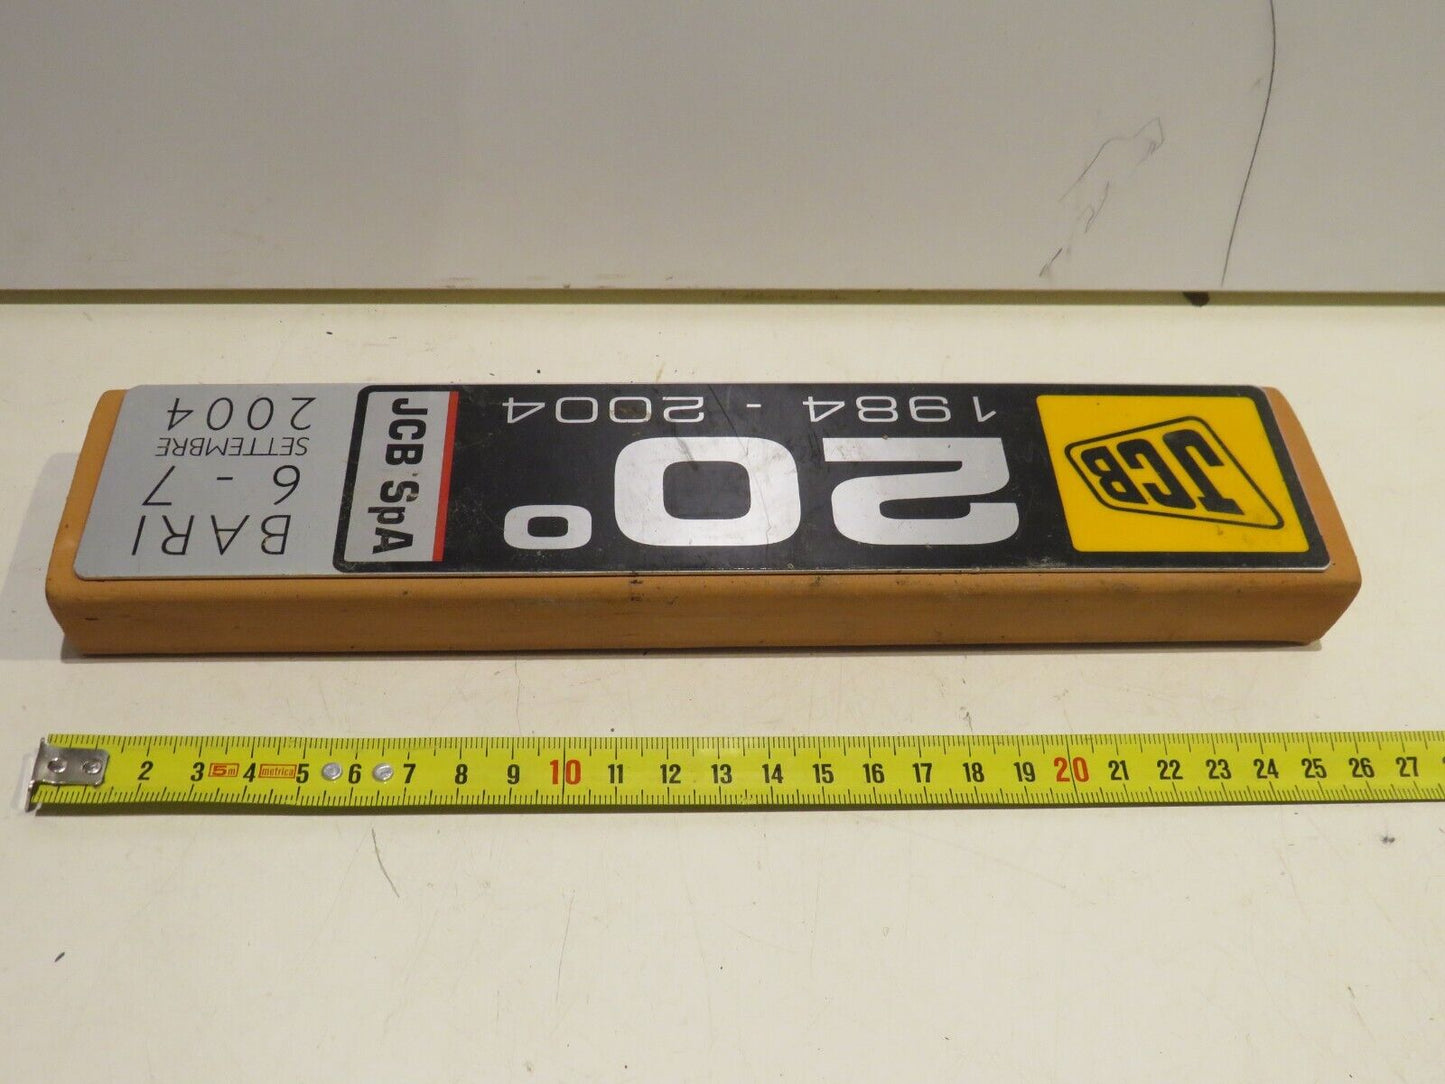 JCB
1984 - 2004
20°
JCB SpA
BARI
6 - 7
SETTEMBRE
2004
2 3 5m 4 metrica 5 6 7 8 9 10 11 12 13 14 15 16 17 18 19 20 21 22 23 24 25 26 27